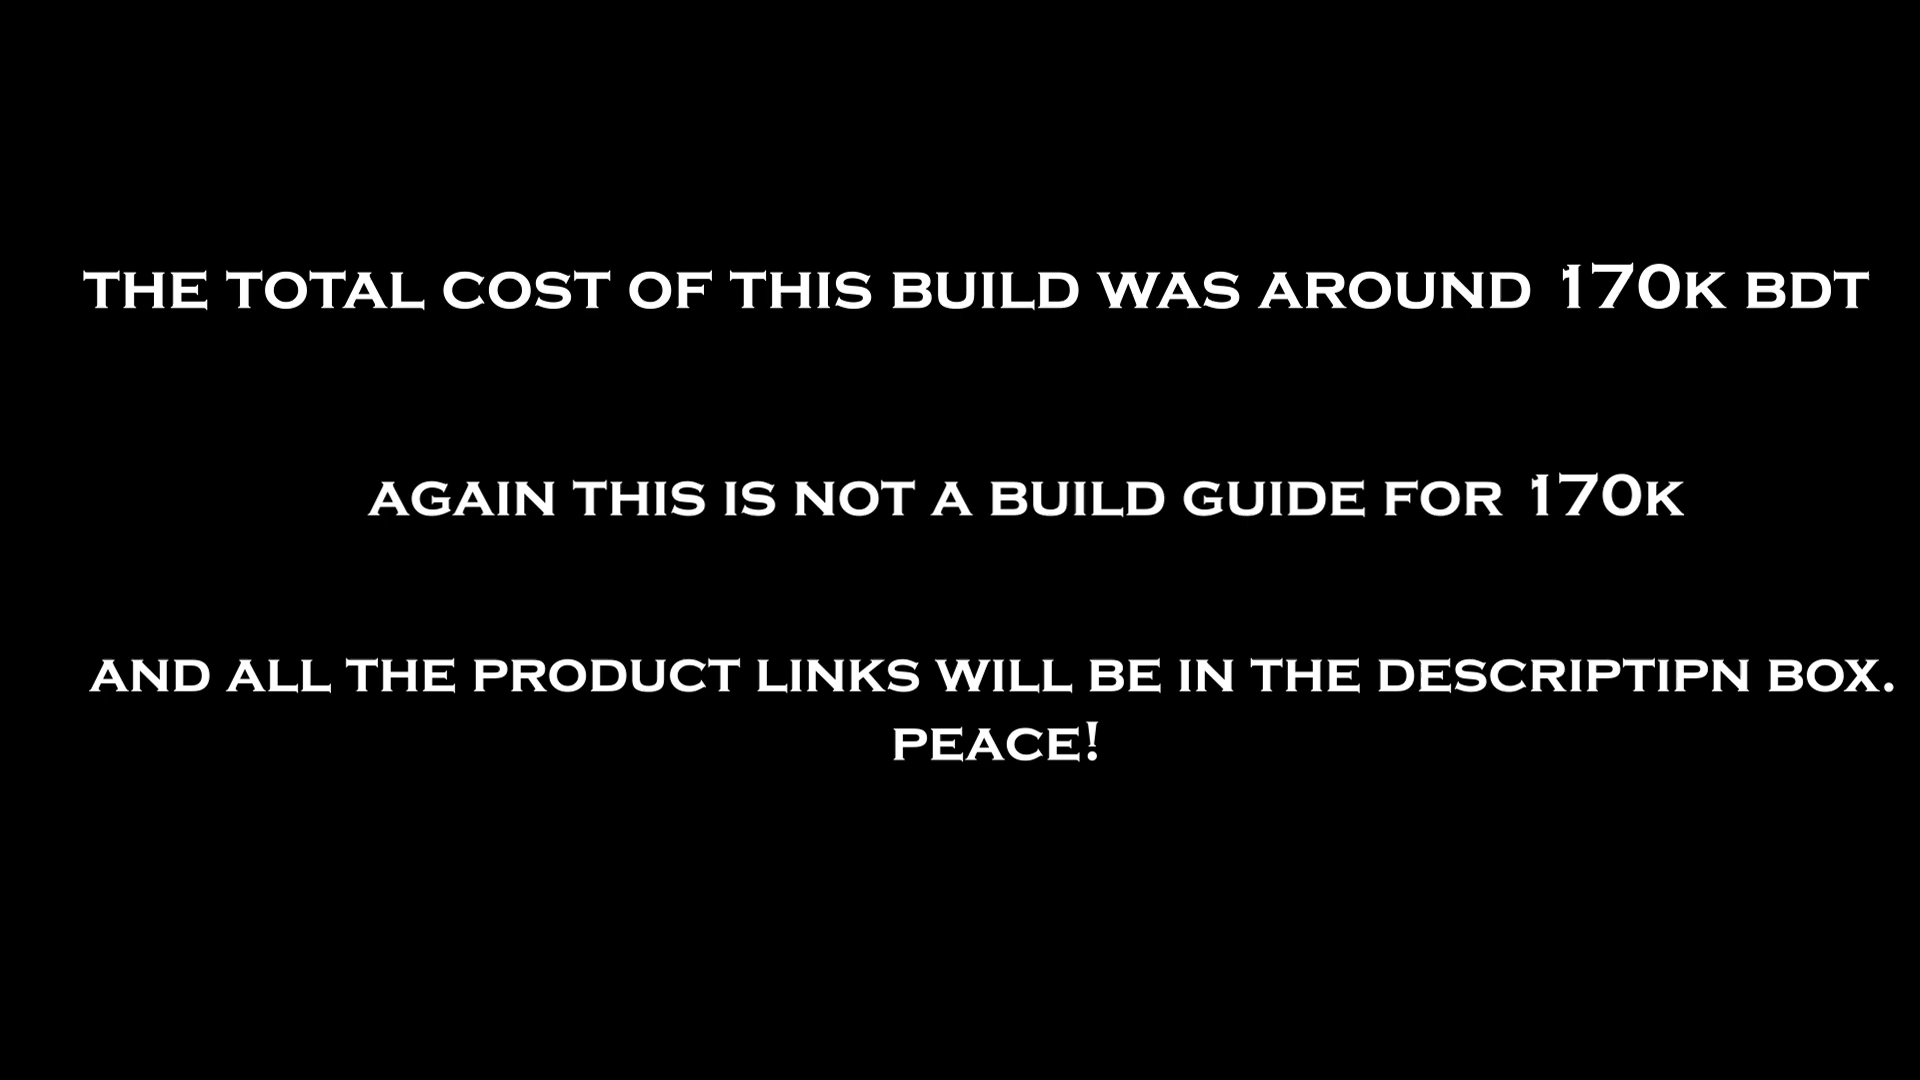 THE TOTAL COST OF THIS BUILD WAS AROUND 170K BDT
AGAIN THIS IS NOT A BUILD GUIDE FOR 170K
AND ALL THE PRODUCT LINKS WILL BE IN THE DESCRIPTIPN BOX.
PEACE!